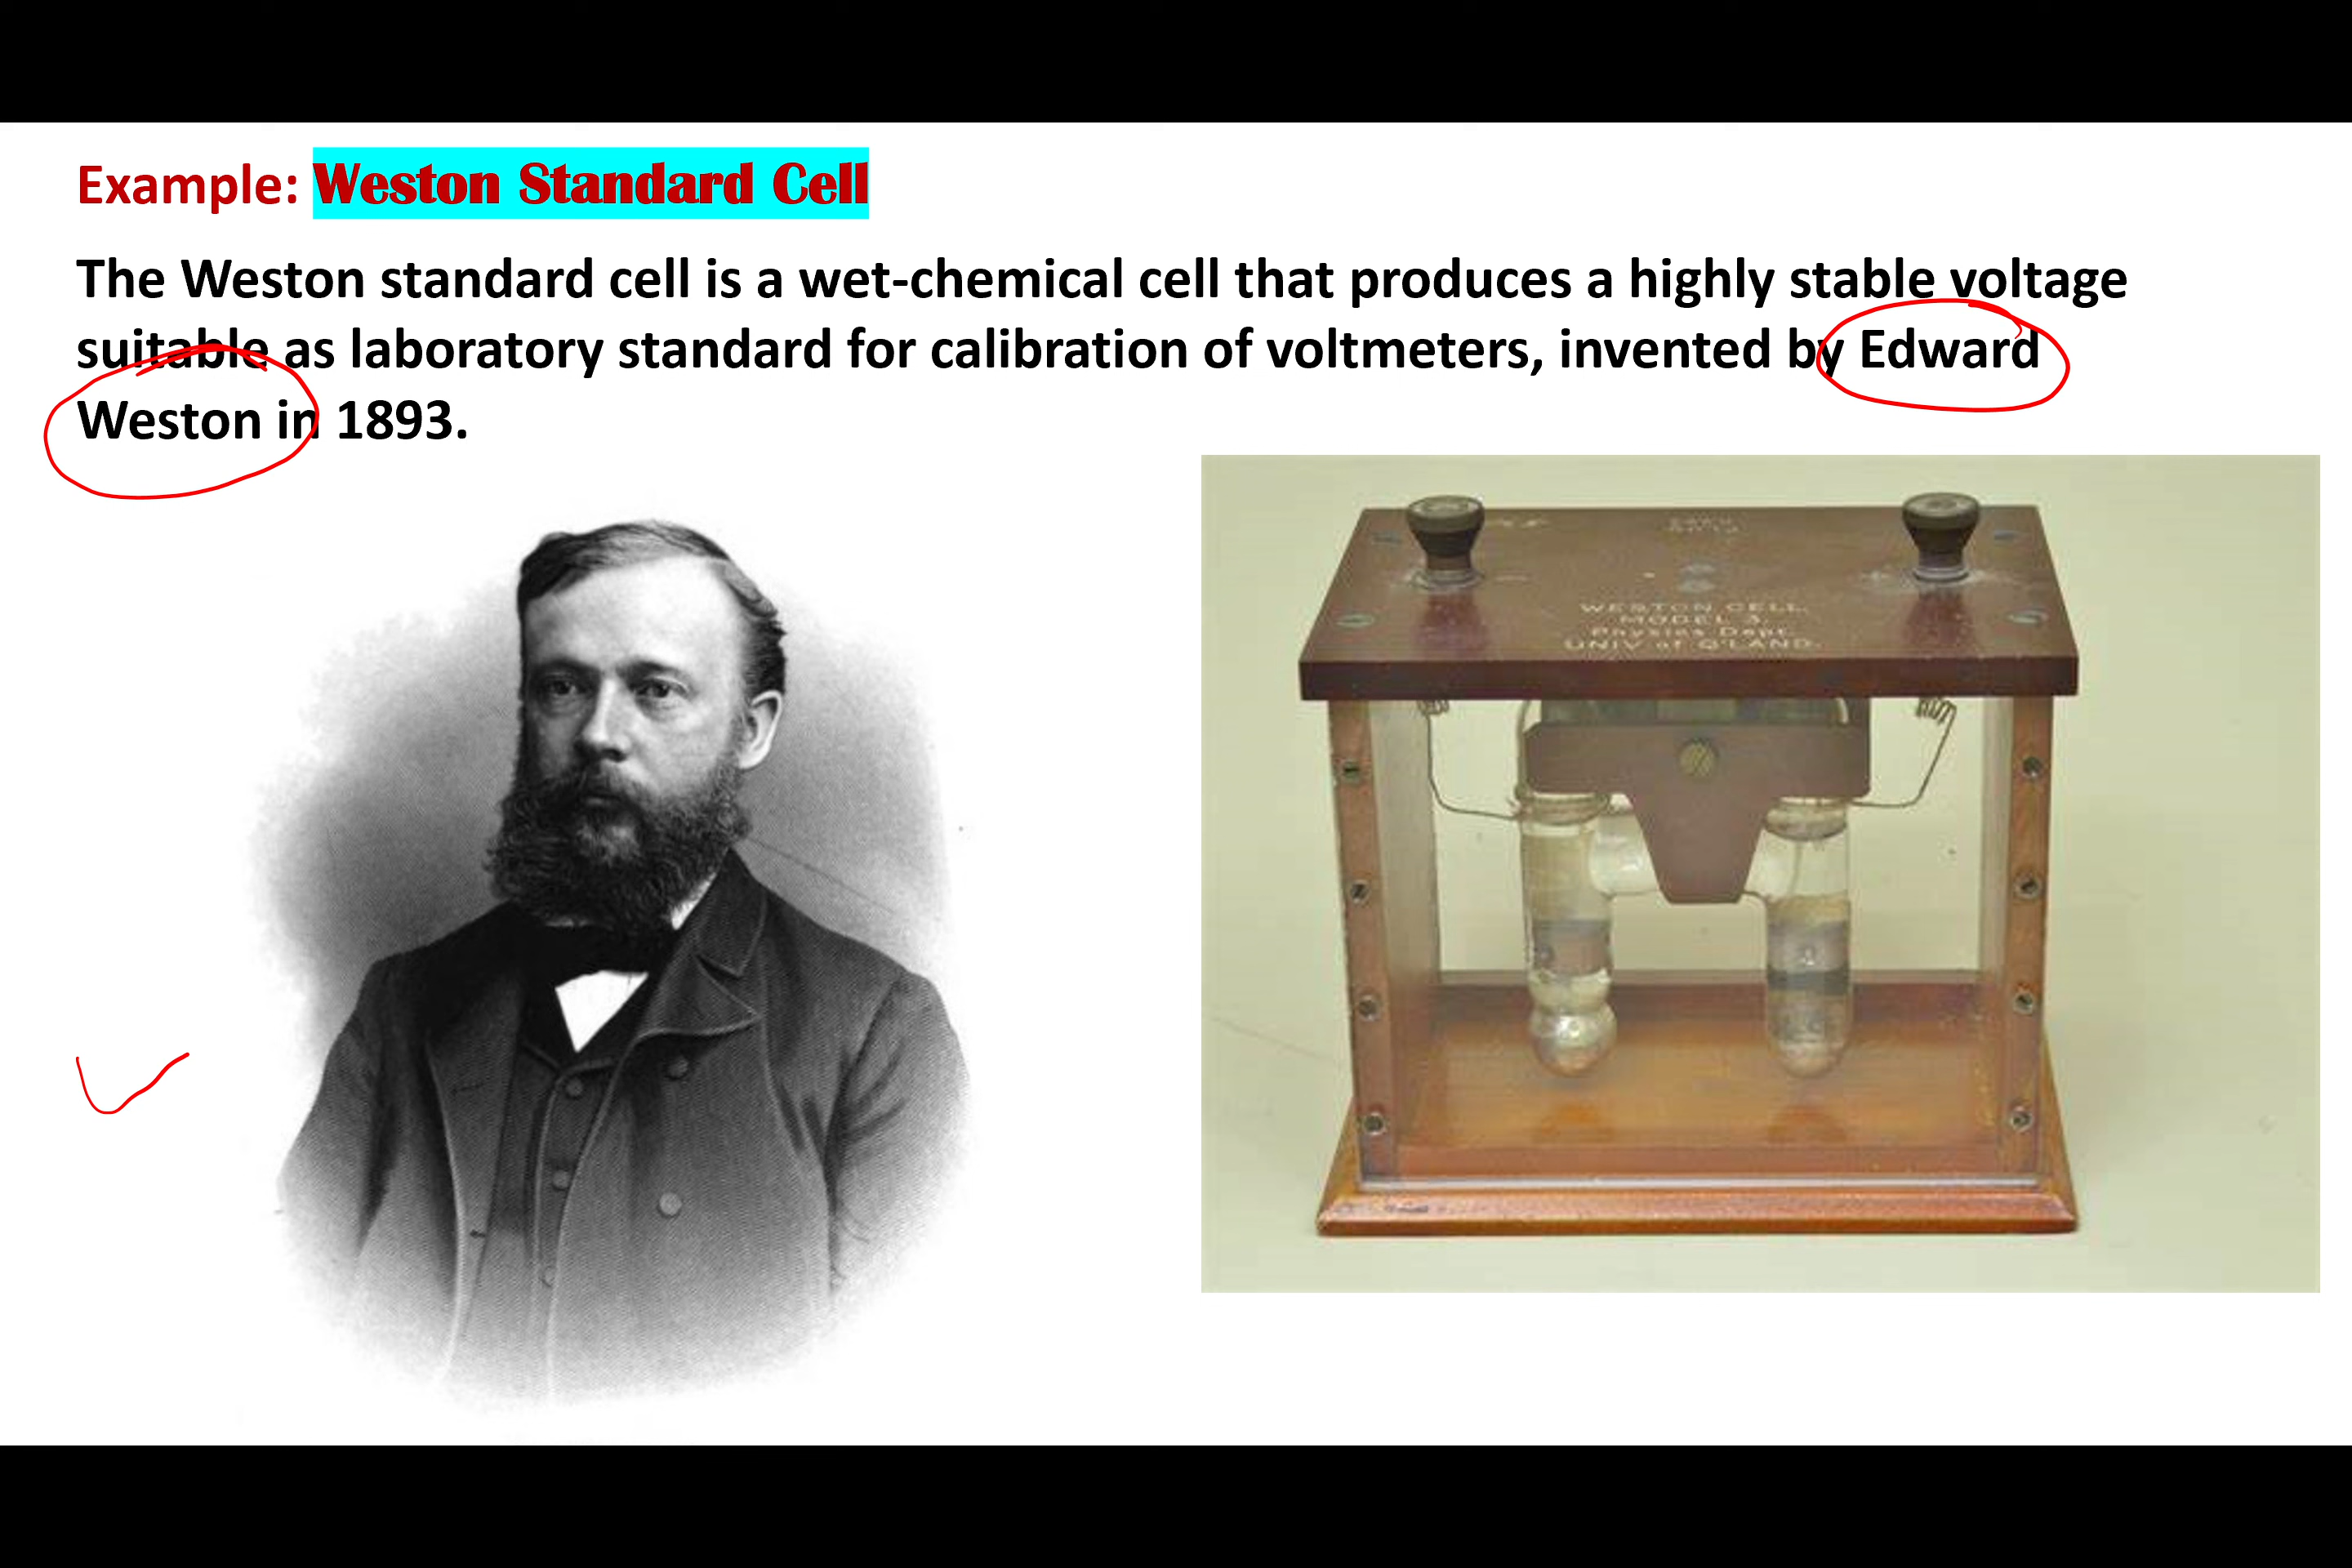 Example: Weston Standard Cell
The Weston standard cell is a wet-chemical cell that produces a highly stable voltage
suitable as laboratory standard for calibration of voltmeters, invented by Edward
Weston in 1893.
WESTON CELL.
MODEL 3.
Physics Dept.
UNIV of Q'LAND.